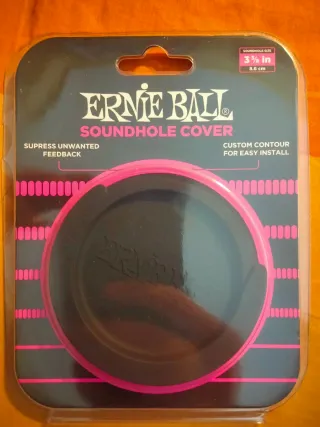 SOUNDHOLE SIZE
3 7/8 in
9.8 cm
ERNIE BALL®
SOUNDHOLE COVER
SUPRESS UNWANTED
FEEDBACK
CUSTOM CONTOUR
FOR EASY INSTALL
ERNIE BALL